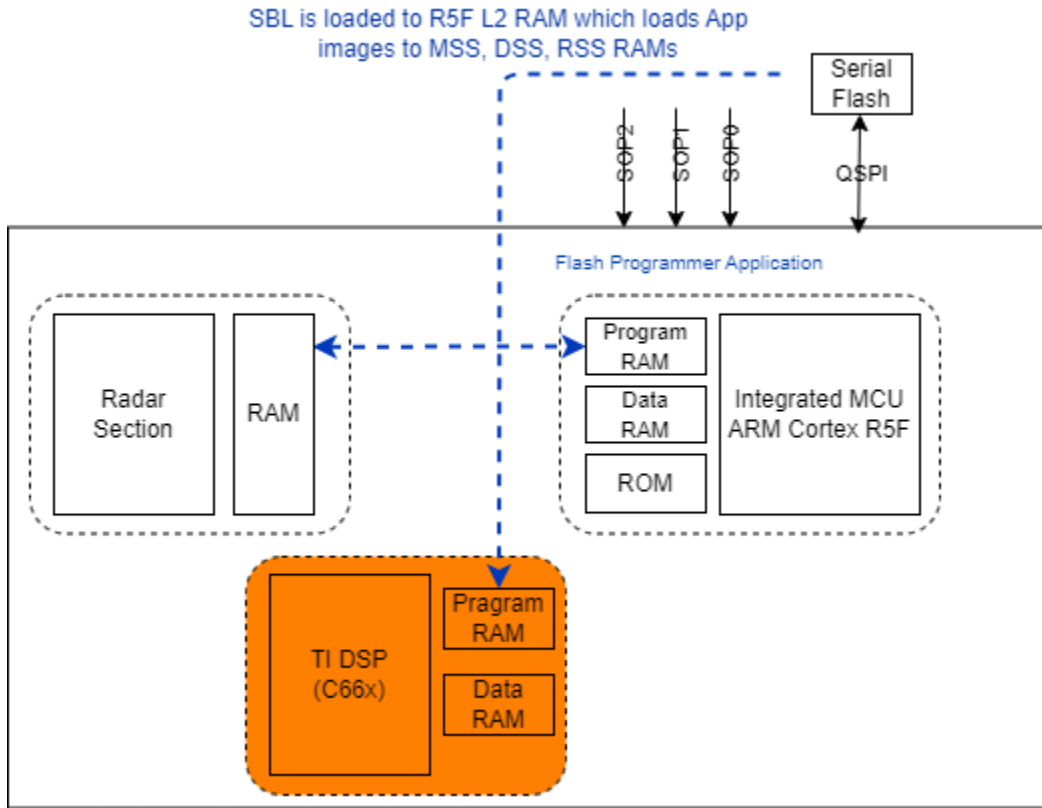 SBL is loaded to R5F L2 RAM which loads App
images to MSS, DSS, RSS RAMs
Serial
Flash
SOP2
SOP1
SOP0
QSPI
Flash Programmer Application
Radar
Section
RAM
Program
RAM
Data
RAM
ROM
Integrated MCU
ARM Cortex R5F
TI DSP
(C66x)
Pragram
RAM
Data
RAM